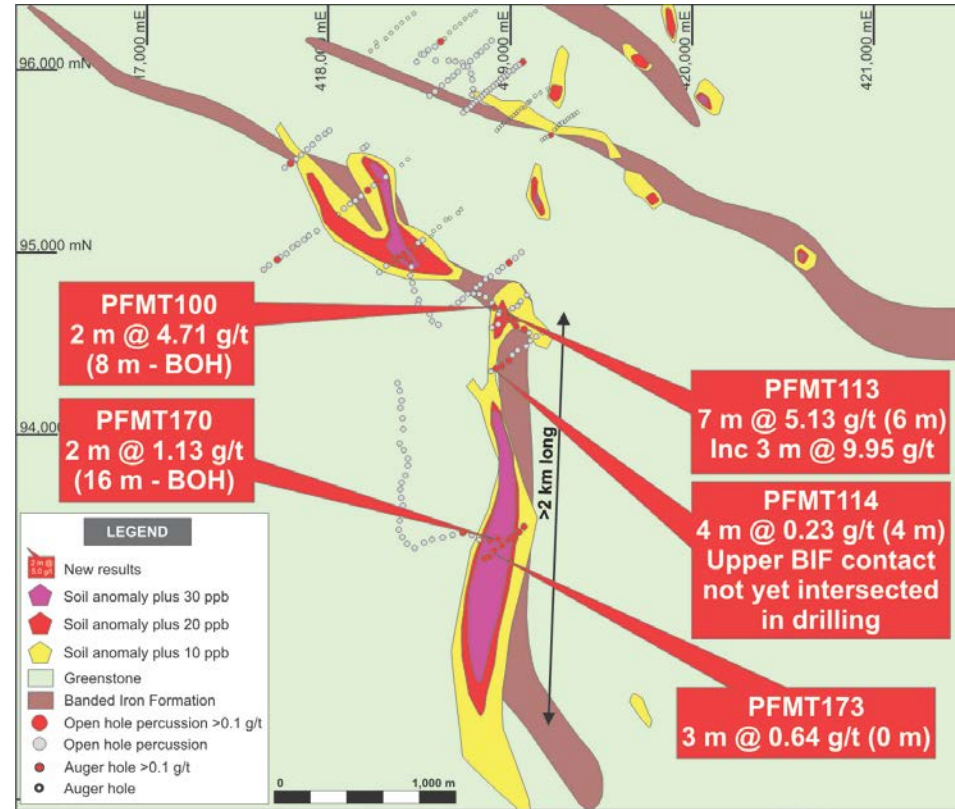 417,000 mE
418,000 mE
419,000 mE
420,000 mE
421,000 mE
96,000 mN
95,000 mN
94,000
PFMT100
2 m @ 4.71 g/t
(8 m - BOH)
PFMT170
2 m @ 1.13 g/t
(16 m - BOH)
>2 km long
PFMT113
7 m @ 5.13 g/t (6 m)
Inc 3 m @ 9.95 g/t
PFMT114
4 m @ 0.23 g/t (4 m)
Upper BIF contact
not yet intersected
in drilling
PFMT173
3 m @ 0.64 g/t (0 m)
LEGEND
2 m @
5.0 g/t
New results
Soil anomaly plus 30 ppb
Soil anomaly plus 20 ppb
Soil anomaly plus 10 ppb
Greenstone
Banded Iron Formation
Open hole percussion >0.1 g/t
Open hole percussion
Auger hole >0.1 g/t
Auger hole
0 1,000 m